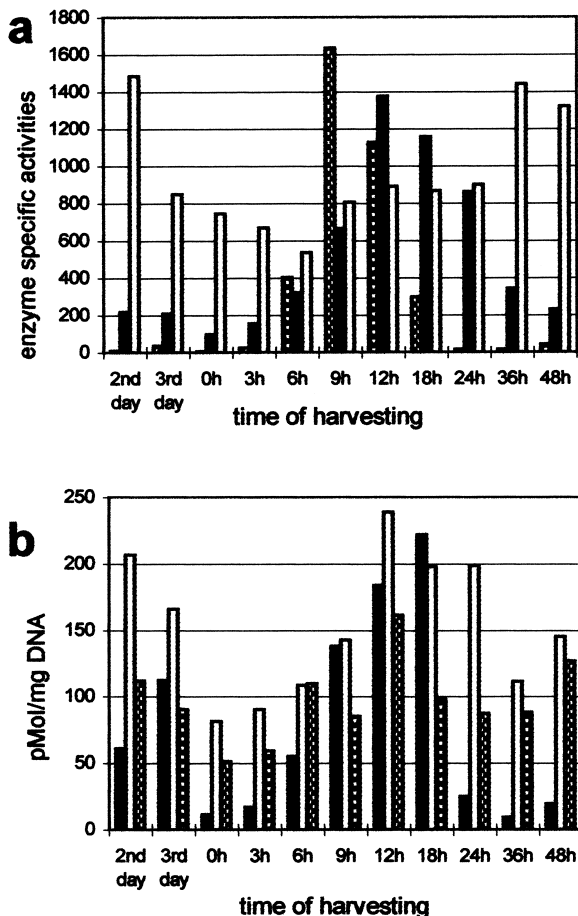 a
1800
1600
1400
1200
1000
800
600
400
200
0
enzyme specific activities
2nd day 3rd day 0h 3h 6h 9h 12h 18h 24h 36h 48h
time of harvesting
b
250
200
150
100
50
0
pMol/mg DNA
2nd day 3rd day 0h 3h 6h 9h 12h 18h 24h 36h 48h
time of harvesting